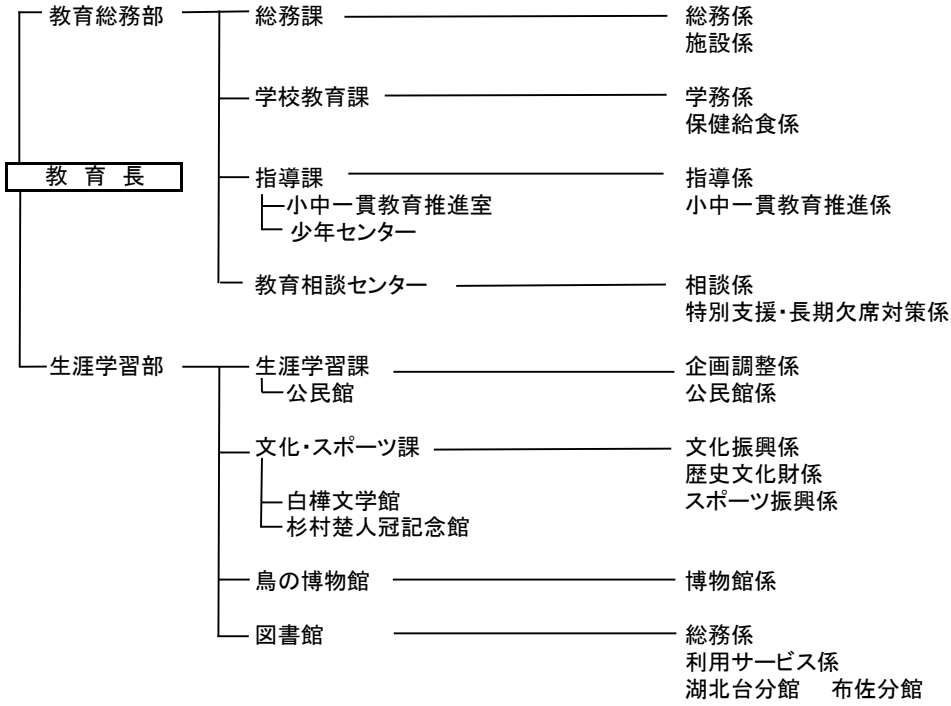 教育総務部 総務課 総務係
施設係
学校教育課 学務係
保健給食係
教 育 長 指導課 指導係
小中一貫教育推進室 小中一貫教育推進係
少年センター
教育相談センター 相談係
特別支援・長期欠席対策係
生涯学習部 生涯学習課 企画調整係
公民館 公民館係
文化・スポーツ課 文化振興係
歴史文化財係
白樺文学館 スポーツ振興係
杉村楚人冠記念館
鳥の博物館 博物館係
図書館 総務係
利用サービス係
湖北台分館 布佐分館